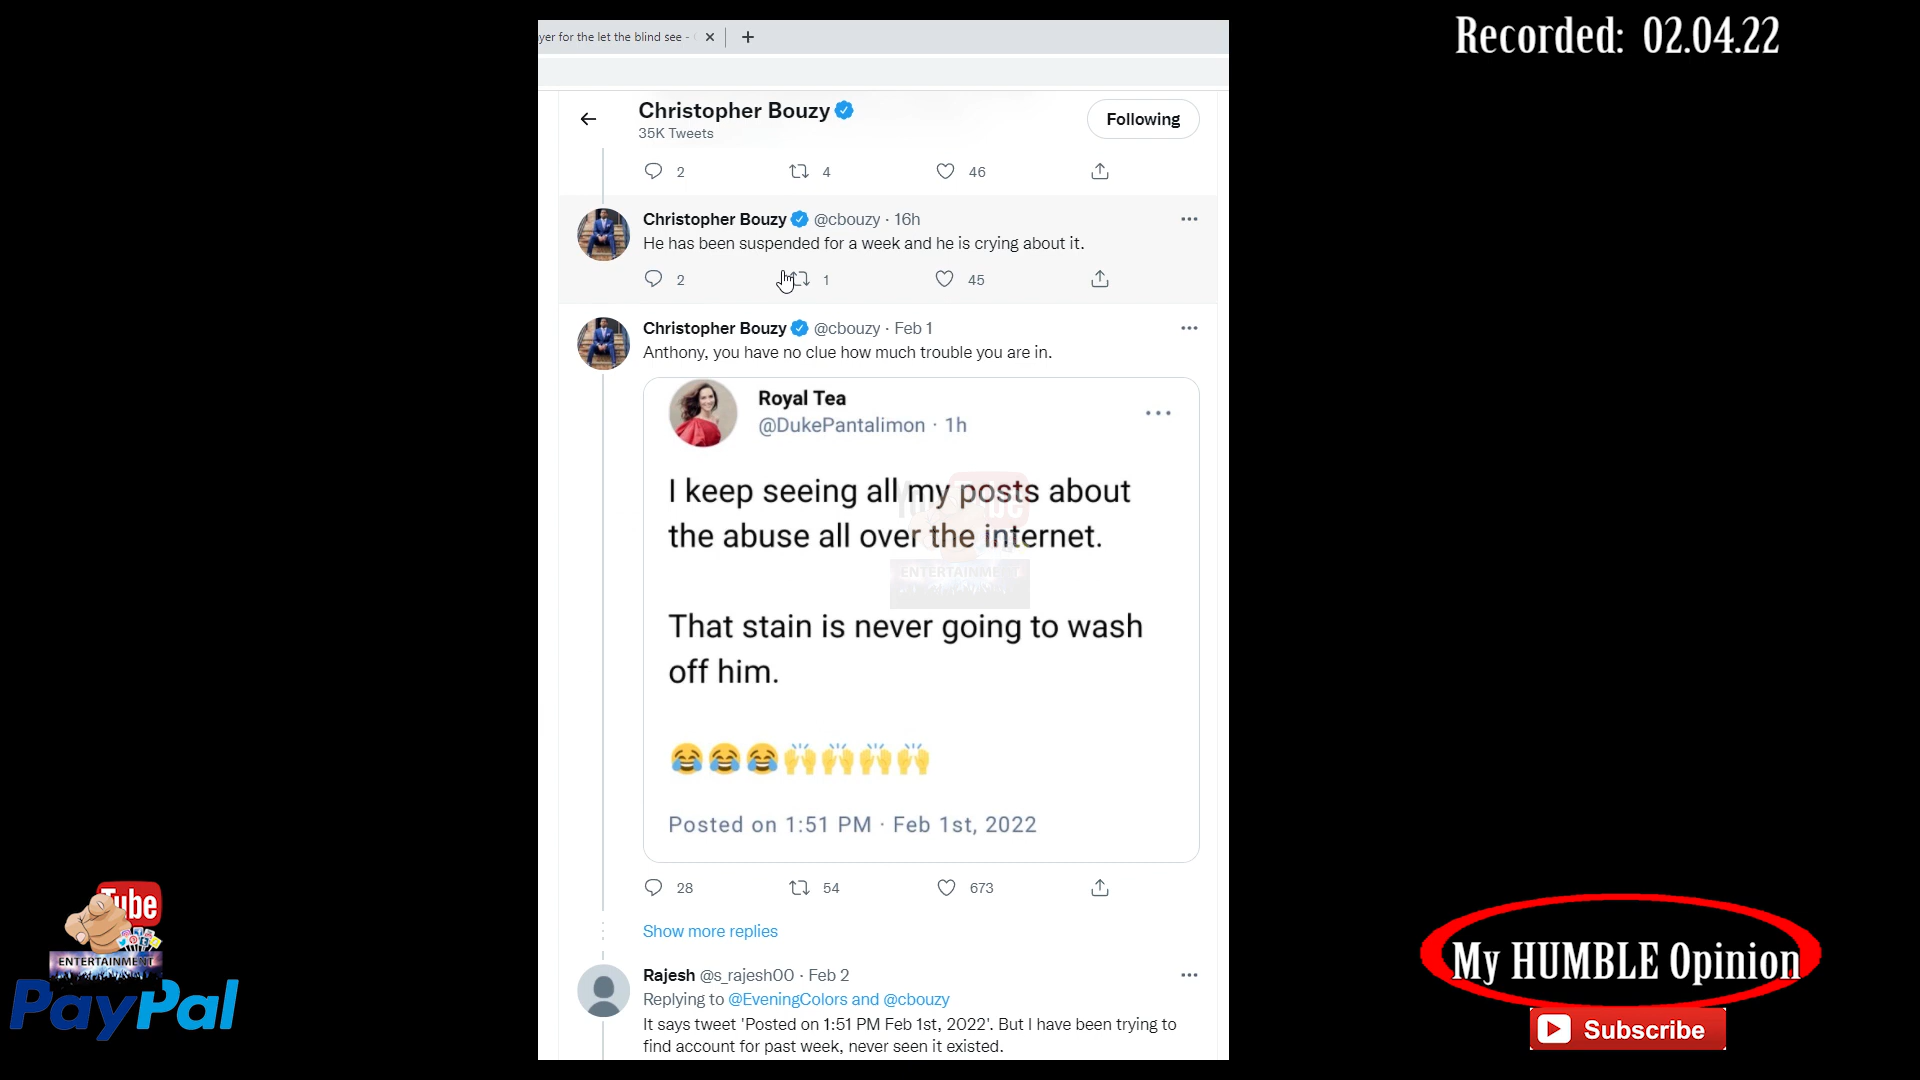 Recorded: 02.04.22
yer for the let the blind see -
Christopher Bouzy
35K Tweets
Following
2 4 46
Christopher Bouzy @cbouzy · 16h
He has been suspended for a week and he is crying about it.
2 1 45
Christopher Bouzy @cbouzy · Feb 1
Anthony, you have no clue how much trouble you are in.
Royal Tea
@DukePantalimon · 1h
I keep seeing all my posts about
the abuse all over the internet.
That stain is never going to wash
off him.
😂😂😂🙌🙌🙌🙌
Posted on 1:51 PM · Feb 1st, 2022
28 54 673
Show more replies
Rajesh @s_rajesh00 · Feb 2
Replying to @EveningColors and @cbouzy
It says tweet 'Posted on 1:51 PM Feb 1st, 2022'. But I have been trying to
find account for past week, never seen it existed.
Tube
ENTERTAINMENT
PayPal
My HUMBLE Opinion
Subscribe
ENTERTAINMENT